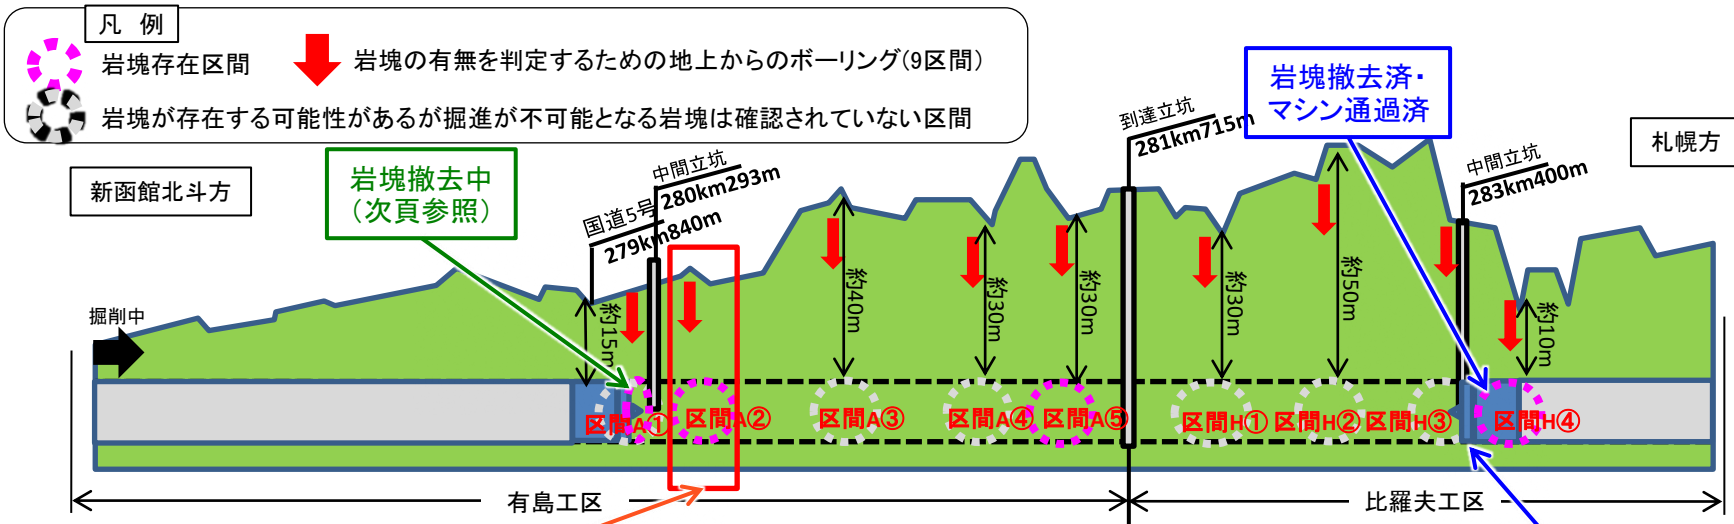 凡 例
岩塊存在区間
岩塊の有無を判定するための地上からのボーリング(9区間)
岩塊が存在する可能性があるが掘進が不可能となる岩塊は確認されていない区間
新函館北斗方
札幌方
岩塊撤去中
(次頁参照)
岩塊撤去済・
マシン通過済
国道5号
279km840m
中間立坑
280km293m
到達立坑
281km715m
中間立坑
283km400m
掘削中
約15m
約40m
約30m
約30m
約30m
約50m
約10m
区間A①
区間A②
区間A③
区間A④
区間A⑤
区間H①
区間H②
区間H③
区間H④
有島工区
比羅夫工区